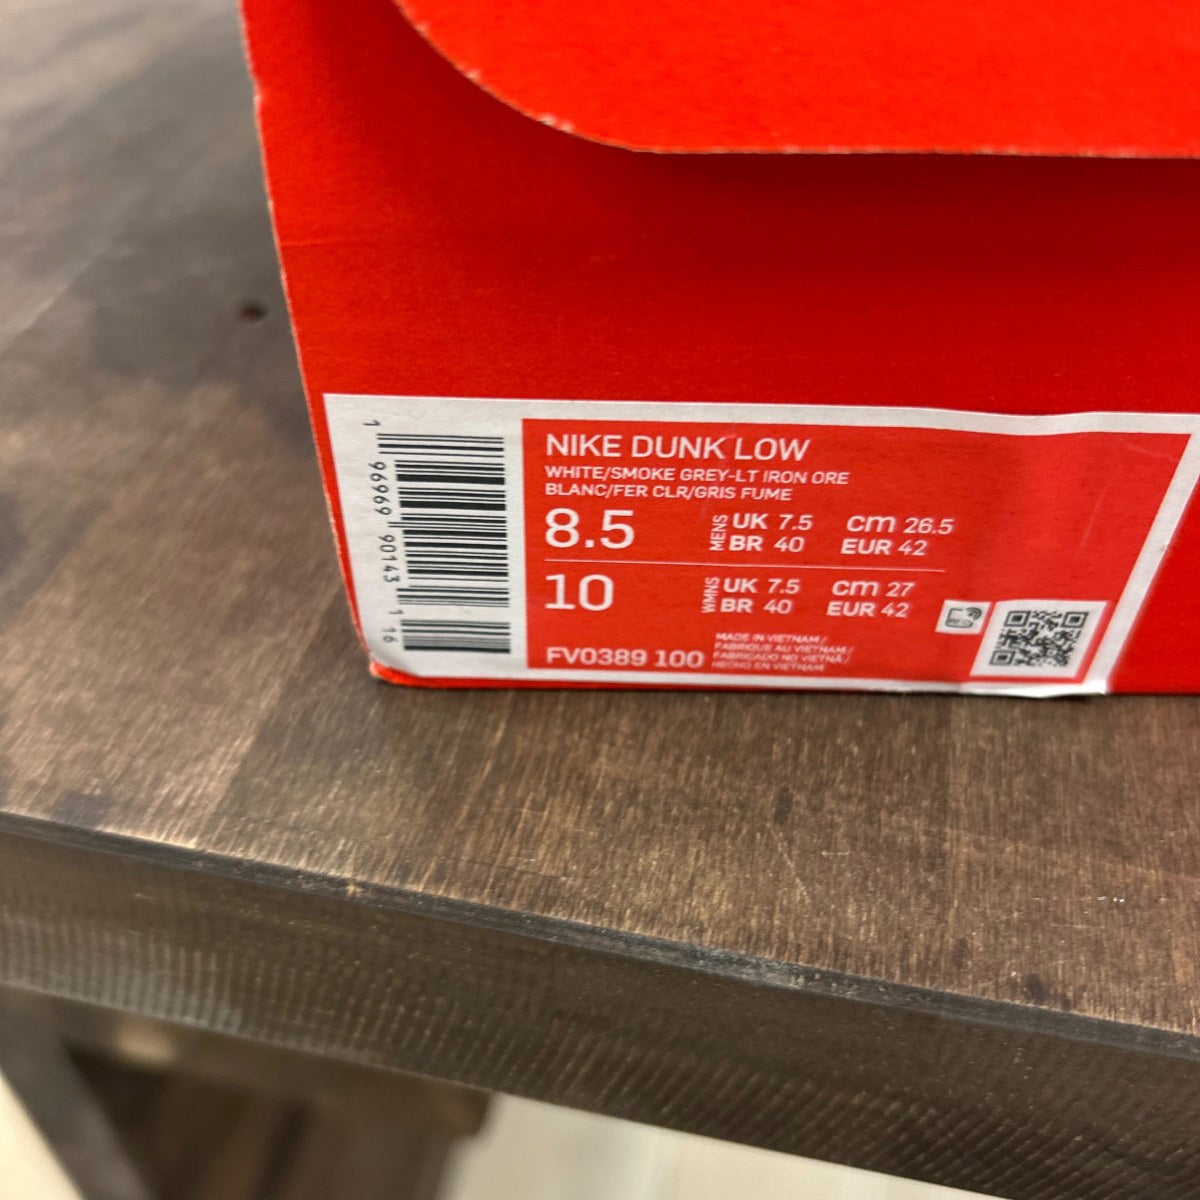 1 96969 90143 1 16
NIKE DUNK LOW
WHITE/SMOKE GREY-LT IRON ORE
BLANC/FER CLR/GRIS FUME
8.5 MENS UK 7.5 cm 26.5
BR 40 EUR 42
10 WMNS UK 7.5 cm 27
BR 40 EUR 42
FV0389 100
MADE IN VIETNAM /
FABRIQUE AU VIETNAM /
FABRICADO NO VIETNÃ /
HECHO EN VIETNAM